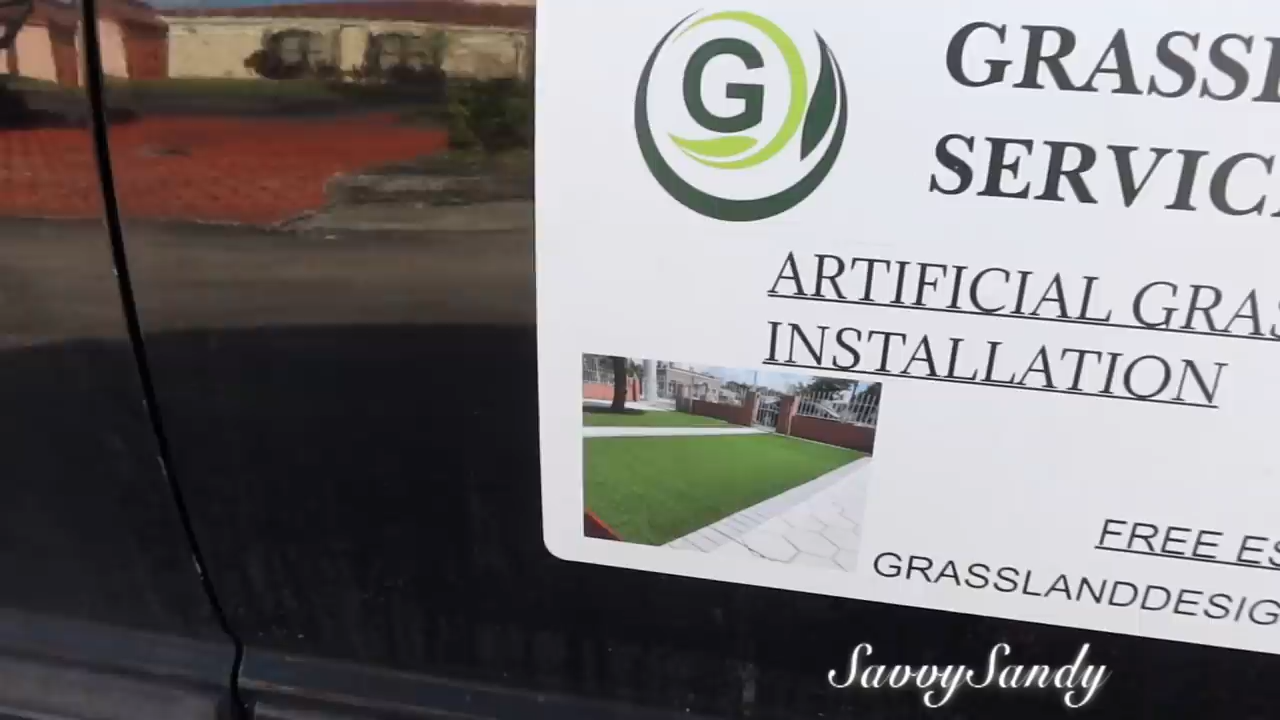 G
GRASSL
SERVIC
ARTIFICIAL GRAS
INSTALLATION
FREE ES
GRASSLANDDESIG
SavvySandy